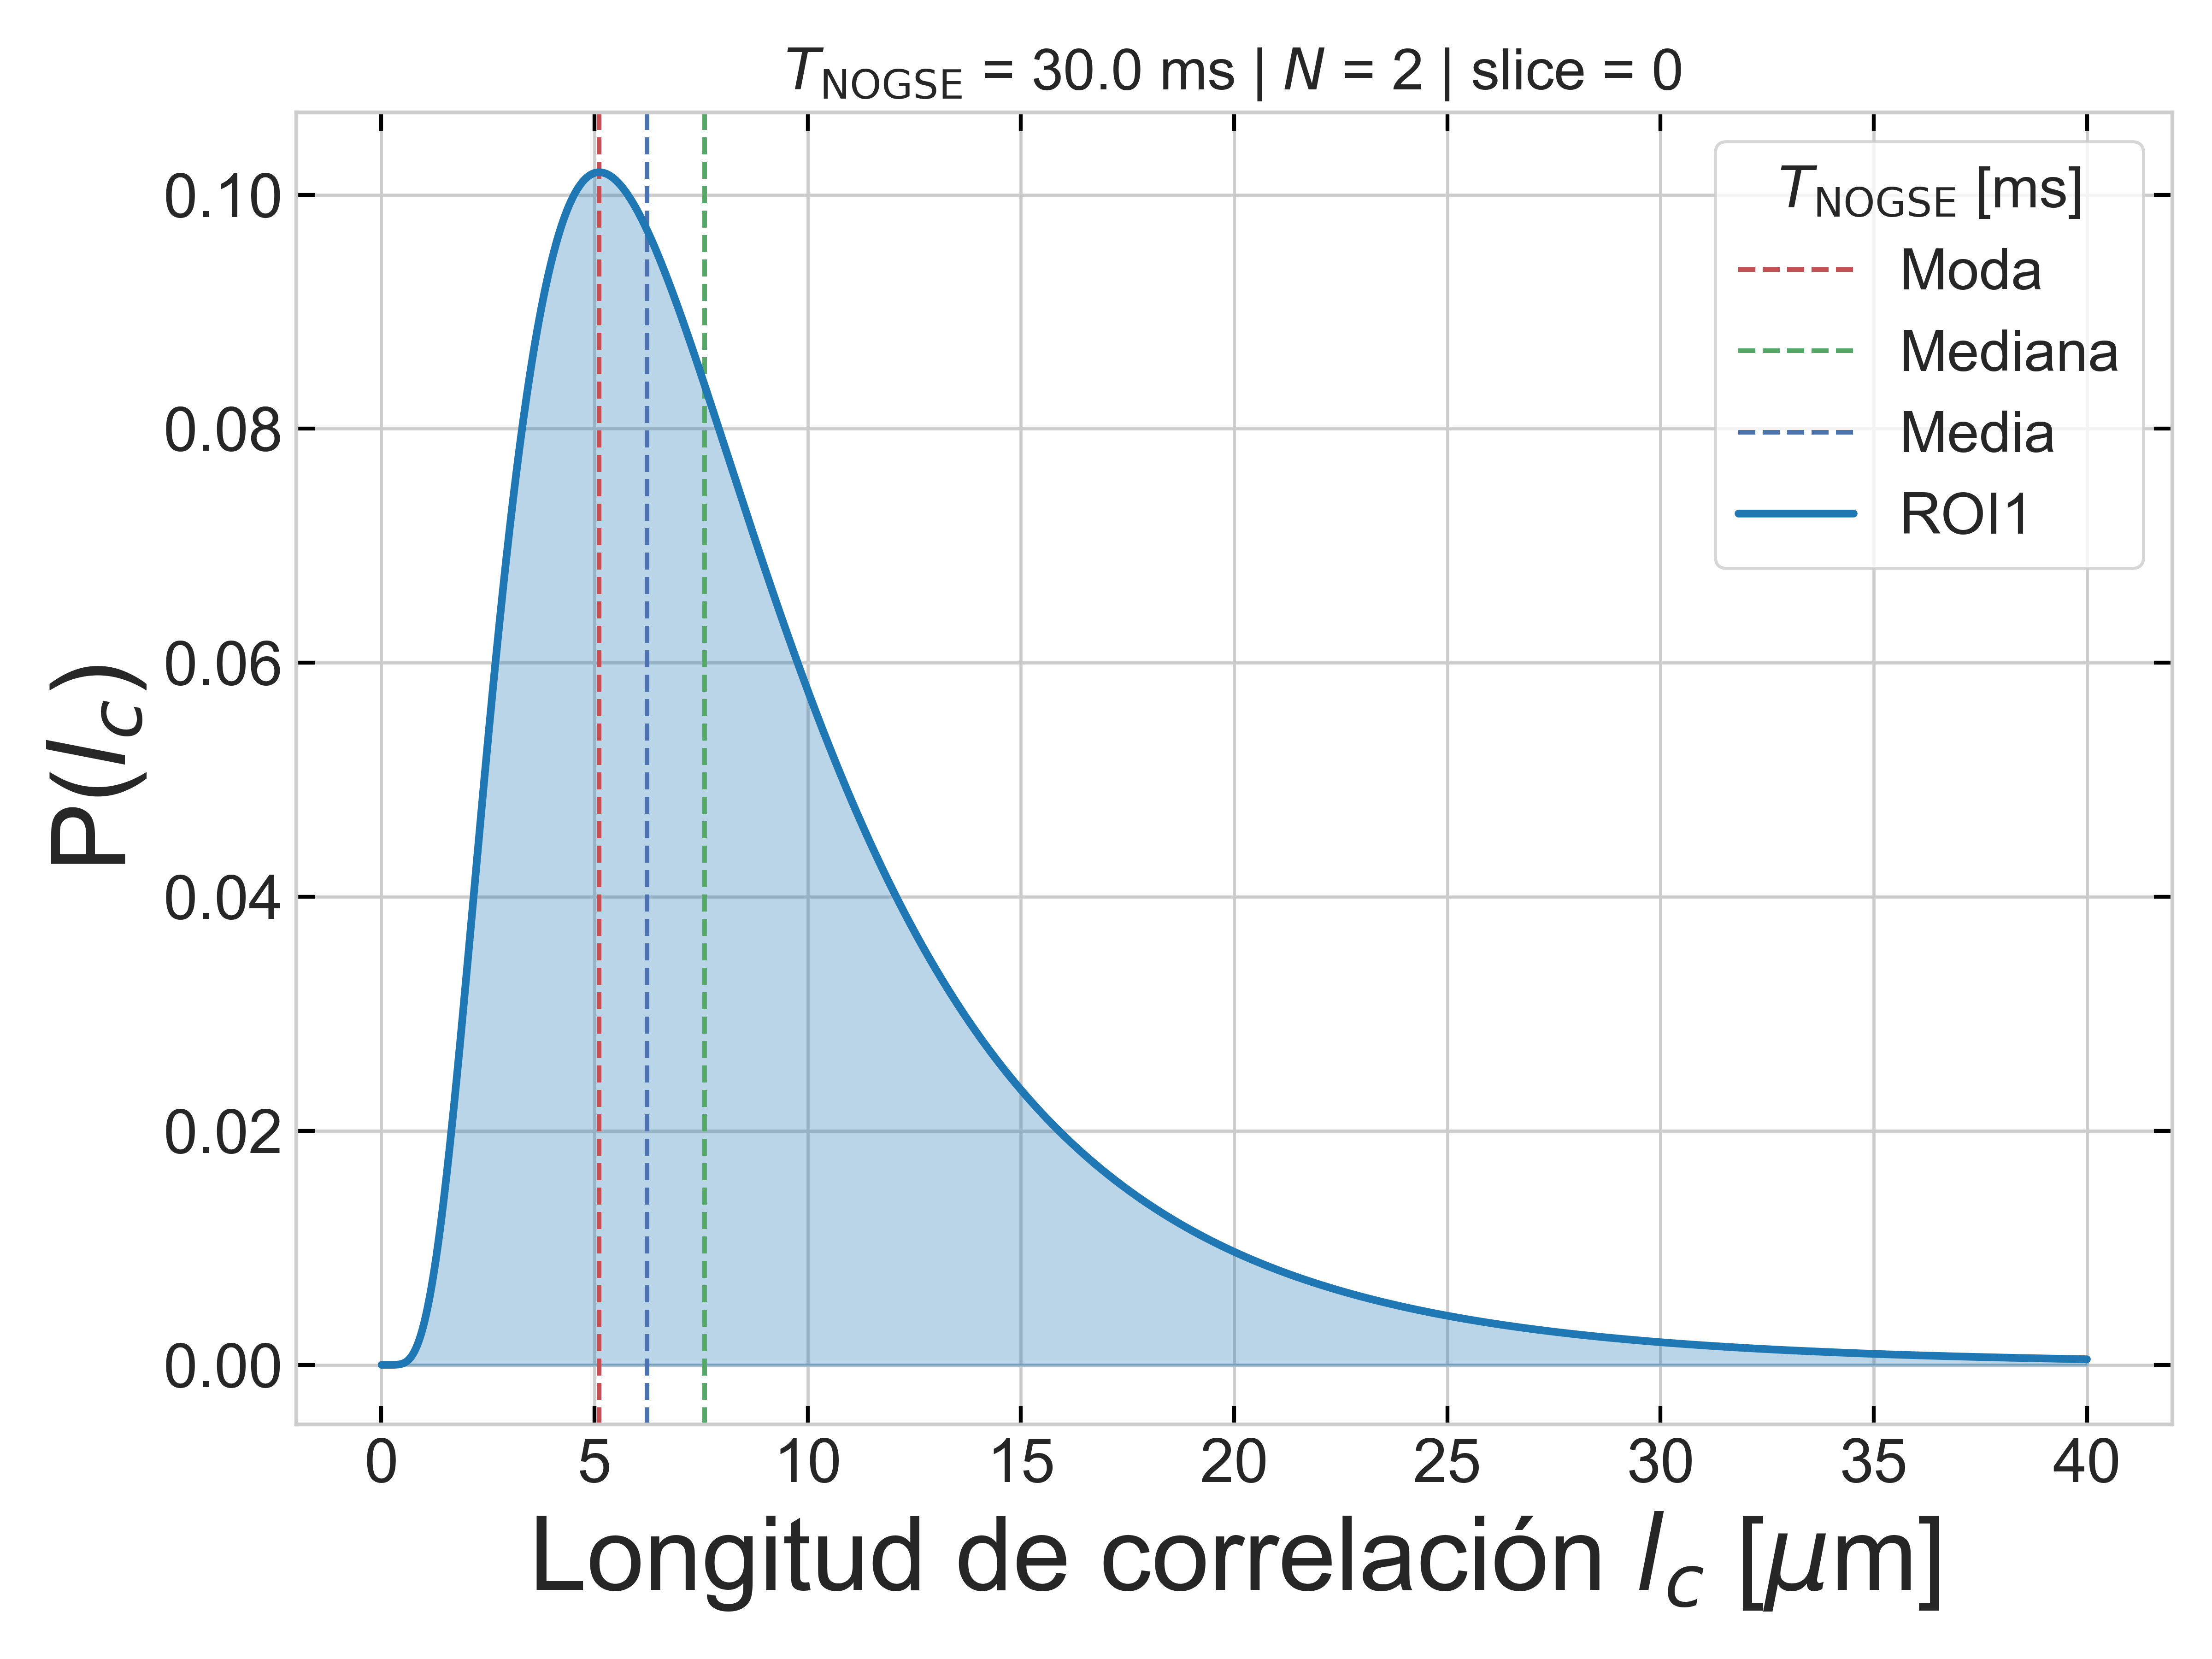 T_NOGSE = 30.0 ms | N = 2 | slice = 0
T_NOGSE [ms]
Moda
Mediana
Media
ROI1
P(l_c)
0.10
0.08
0.06
0.04
0.02
0.00
0 5 10 15 20 25 30 35 40
Longitud de correlación l_c [μm]